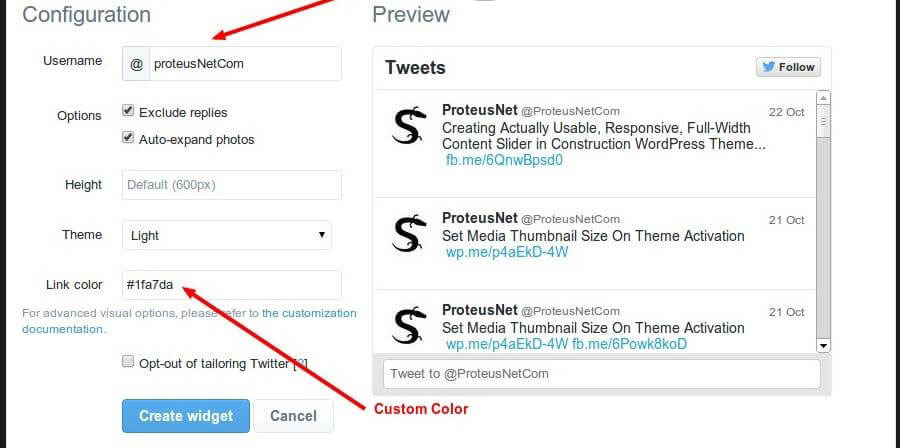 Configuration
Username
@ proteusNetCom
Options
Exclude replies
Auto-expand photos
Height
Default (600px)
Theme
Light
Link color
#1fa7da
For advanced visual options, please refer to the customization
documentation.
Opt-out of tailoring Twitter [?]
Create widget
Cancel
Custom Color
Preview
Tweets
Follow
ProteusNet @ProteusNetCom
22 Oct
Creating Actually Usable, Responsive, Full-Width
Content Slider in Construction WordPress Theme...
fb.me/6QnwBpsd0
ProteusNet @ProteusNetCom
21 Oct
Set Media Thumbnail Size On Theme Activation
wp.me/p4aEkD-4W
ProteusNet @ProteusNetCom
21 Oct
Set Media Thumbnail Size On Theme Activation
wp.me/p4aEkD-4W fb.me/6Powk8koD
Tweet to @ProteusNetCom